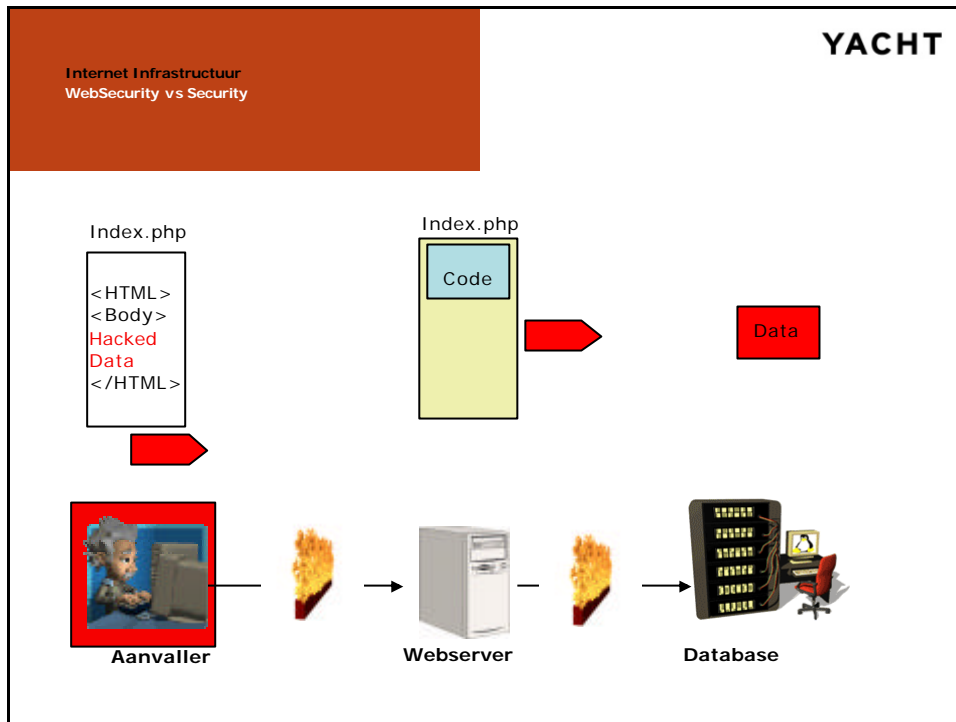 YACHT
Internet Infrastructuur
WebSecurity vs Security
Index.php
<HTML>
<Body>
Hacked
Data
</HTML>
Index.php
Code
Data
Aanvaller
Webserver
Database